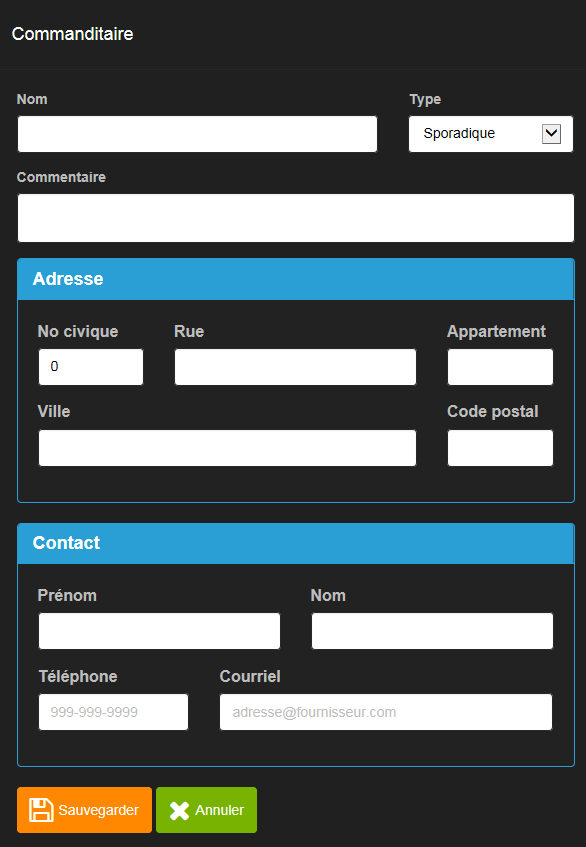 Commanditaire
Nom Type
Sporadique
Commentaire
Adresse
No civique Rue Appartement
0
Ville Code postal
Contact
Prénom Nom
Téléphone Courriel
999-999-9999 adresse@fournisseur.com
Sauvegarder Annuler